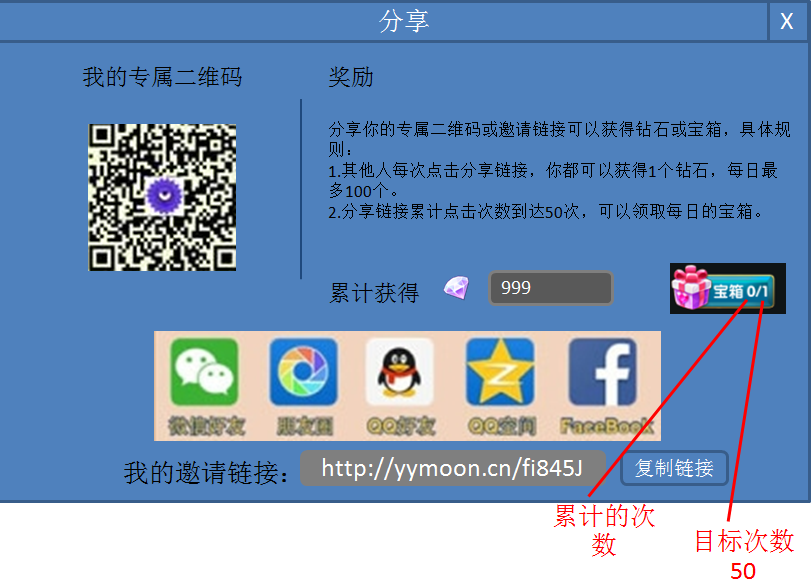 分享
X
我的专属二维码
奖励
分享你的专属二维码或邀请链接可以获得钻石或宝箱，具体规
则：
1.其他人每次点击分享链接，你都可以获得1个钻石，每日最
多100个。
2.分享链接累计点击次数到达50次，可以领取每日的宝箱。
累计获得
999
宝箱 0/1
微信好友
朋友圈
QQ好友
QQ空间
FaceBook
我的邀请链接：
http://yymoon.cn/fi845J
复制链接
累计的次
数
目标次数
50